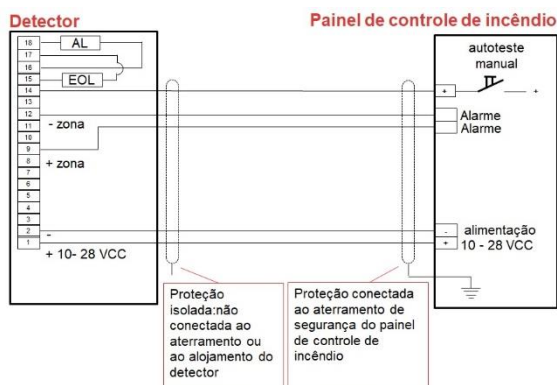 Detector
Painel de controle de incêndio
18
17
16
15
14
13
12
11
10
9
8
7
6
5
4
3
2
1
AL
EOL
- zona
+ zona
-
+ 10- 28 VCC
autoteste
manual
+
+
Alarme
Alarme
- alimentação
+ 10 - 28 VCC
Proteção
isolada:não
conectada ao
aterramento ou
ao alojamento do
detector
Proteção conectada
ao aterramento de
segurança do painel
de controle de
incêndio